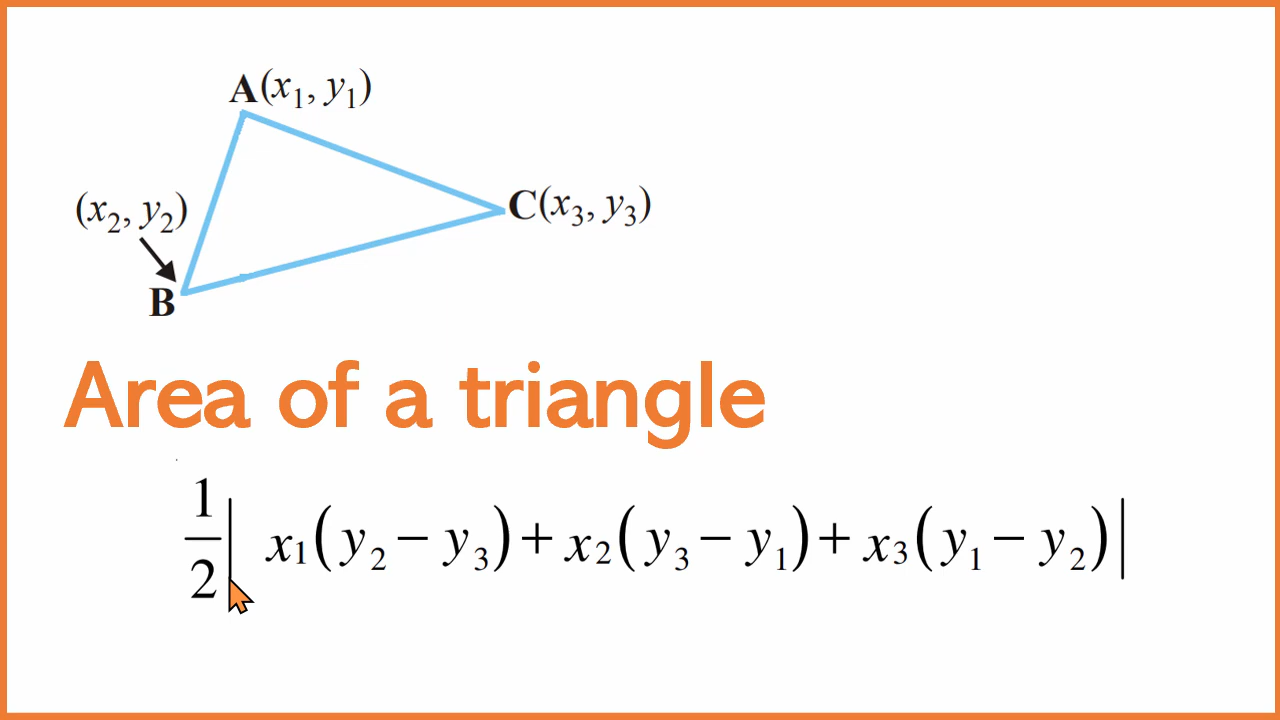 A(x₁, y₁)
(x₂, y₂)
C(x₃, y₃)
B
Area of a triangle
1/2 | x₁(y₂ − y₃) + x₂(y₃ − y₁) + x₃(y₁ − y₂) |